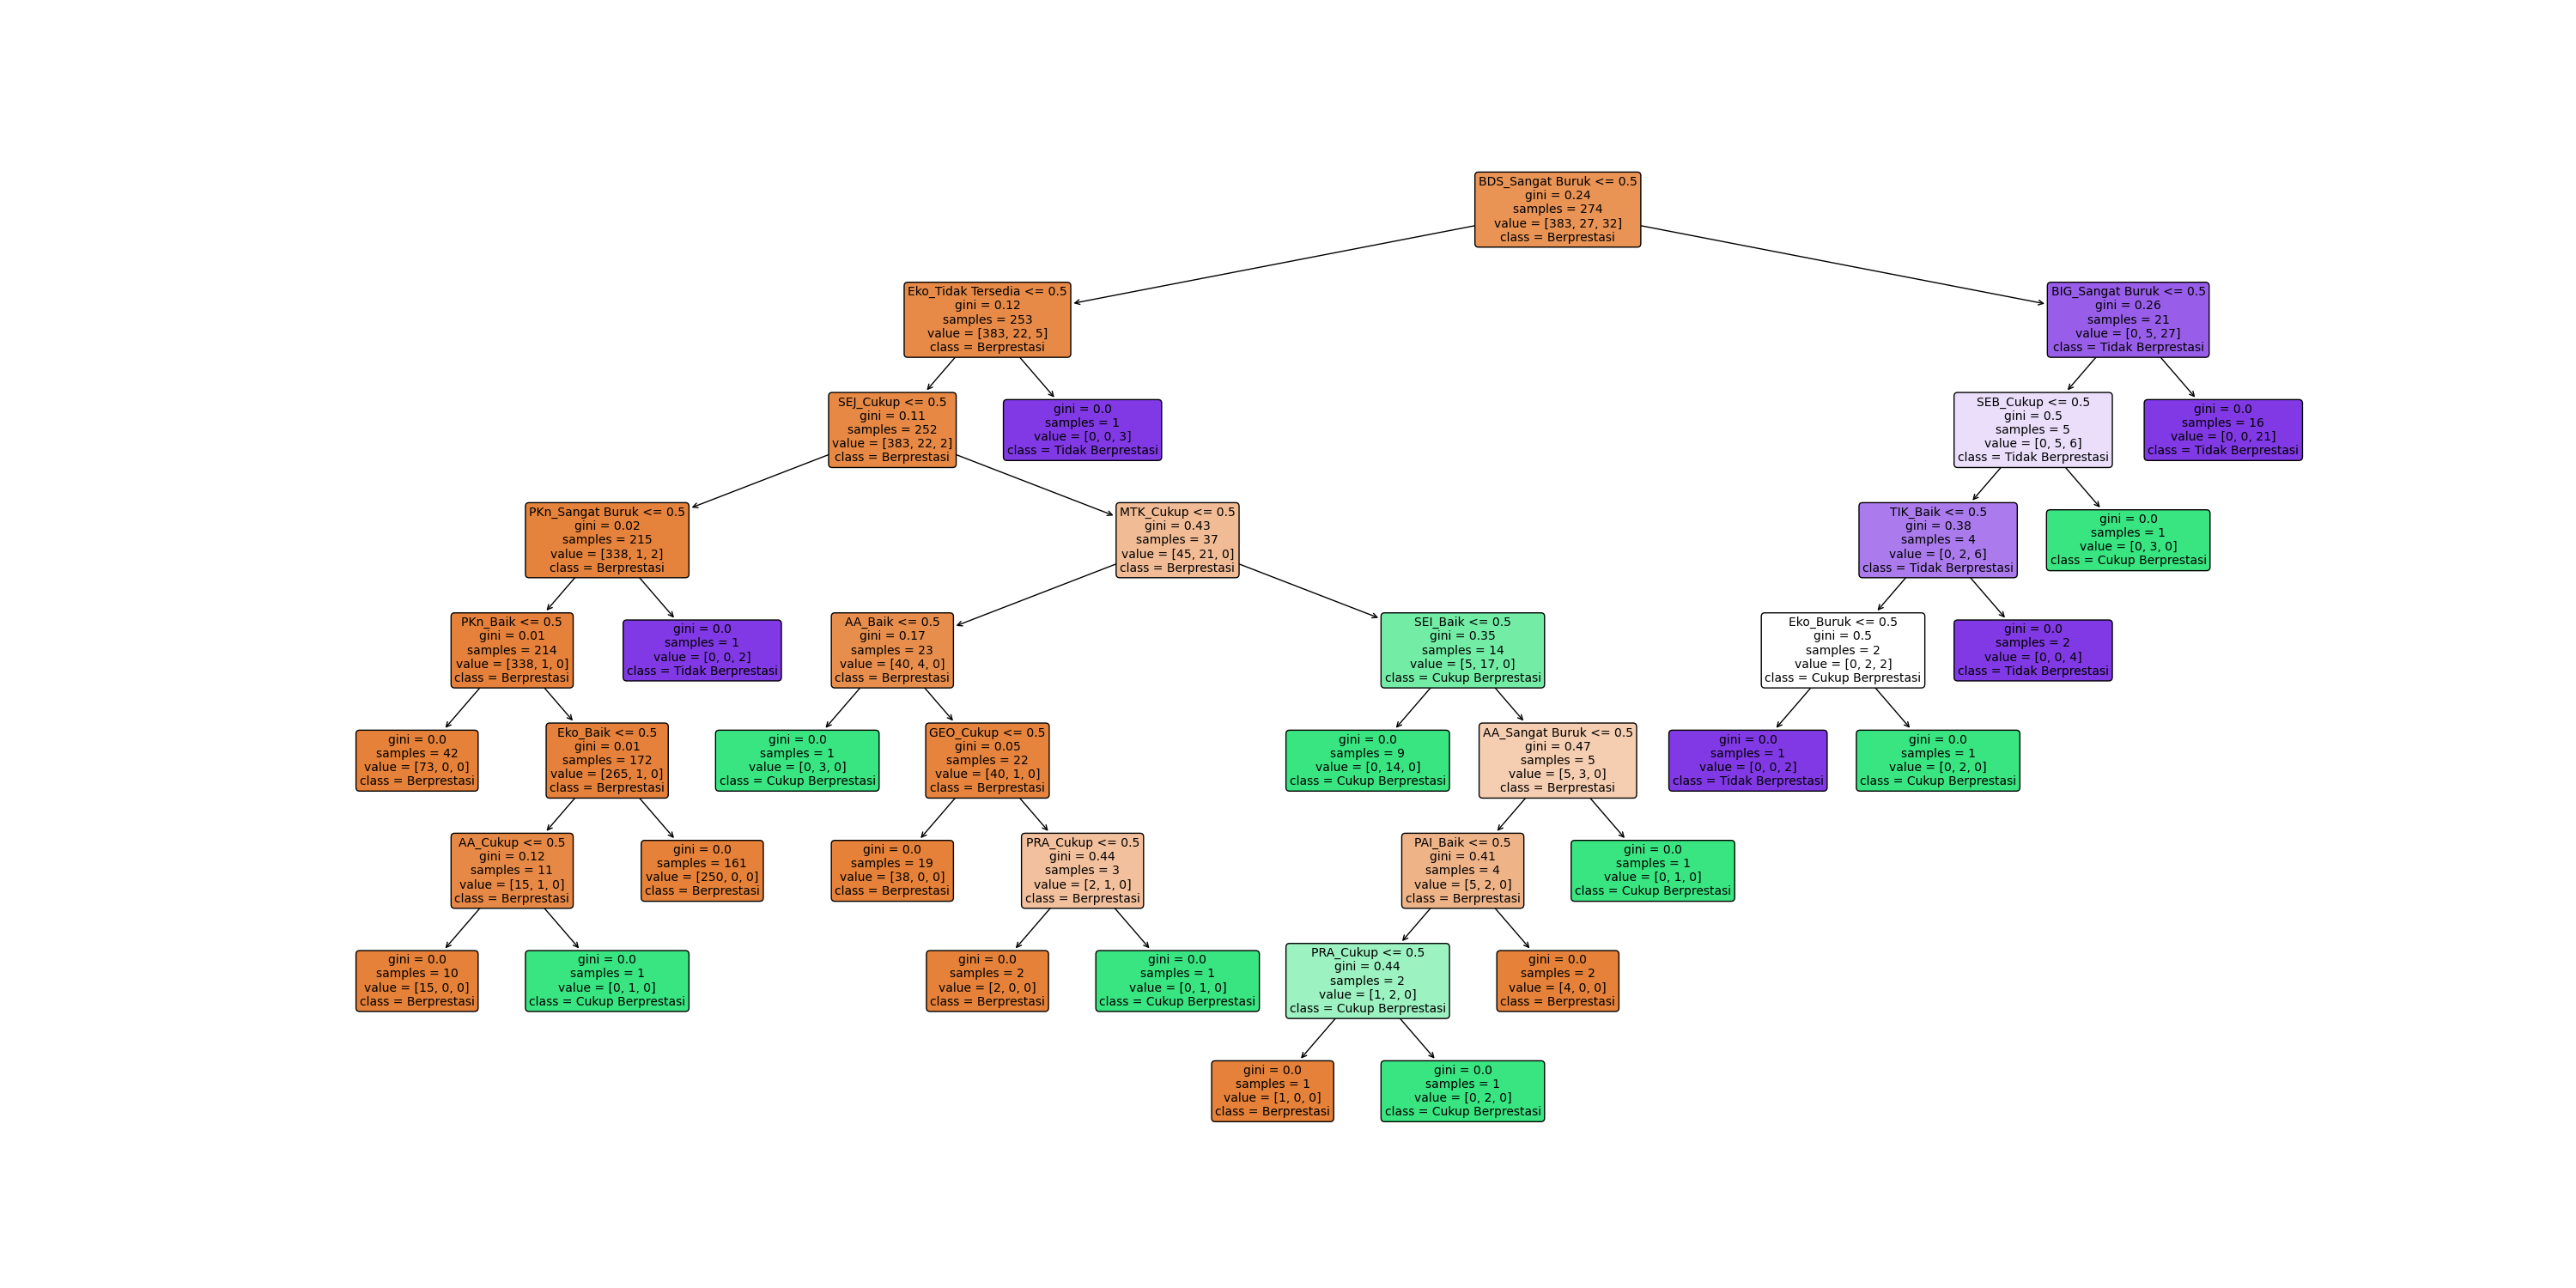 BDS_Sangat Buruk <= 0.5
gini = 0.24
samples = 274
value = [383, 27, 32]
class = Berprestasi
Eko_Tidak Tersedia <= 0.5
gini = 0.12
samples = 253
value = [383, 22, 5]
class = Berprestasi
BIG_Sangat Buruk <= 0.5
gini = 0.26
samples = 21
value = [0, 5, 27]
class = Tidak Berprestasi
SEJ_Cukup <= 0.5
gini = 0.11
samples = 252
value = [383, 22, 2]
class = Berprestasi
gini = 0.0
samples = 1
value = [0, 0, 3]
class = Tidak Berprestasi
SEB_Cukup <= 0.5
gini = 0.5
samples = 5
value = [0, 5, 6]
class = Tidak Berprestasi
gini = 0.0
samples = 16
value = [0, 0, 21]
class = Tidak Berprestasi
PKn_Sangat Buruk <= 0.5
gini = 0.02
samples = 215
value = [338, 1, 2]
class = Berprestasi
MTK_Cukup <= 0.5
gini = 0.43
samples = 37
value = [45, 21, 0]
class = Berprestasi
TIK_Baik <= 0.5
gini = 0.38
samples = 4
value = [0, 2, 6]
class = Tidak Berprestasi
gini = 0.0
samples = 1
value = [0, 3, 0]
class = Cukup Berprestasi
PKn_Baik <= 0.5
gini = 0.01
samples = 214
value = [338, 1, 0]
class = Berprestasi
gini = 0.0
samples = 1
value = [0, 0, 2]
class = Tidak Berprestasi
AA_Baik <= 0.5
gini = 0.17
samples = 23
value = [40, 4, 0]
class = Berprestasi
SEI_Baik <= 0.5
gini = 0.35
samples = 14
value = [5, 17, 0]
class = Cukup Berprestasi
Eko_Buruk <= 0.5
gini = 0.5
samples = 2
value = [0, 2, 2]
class = Cukup Berprestasi
gini = 0.0
samples = 2
value = [0, 0, 4]
class = Tidak Berprestasi
gini = 0.0
samples = 42
value = [73, 0, 0]
class = Berprestasi
Eko_Baik <= 0.5
gini = 0.01
samples = 172
value = [265, 1, 0]
class = Berprestasi
gini = 0.0
samples = 1
value = [0, 3, 0]
class = Cukup Berprestasi
GEO_Cukup <= 0.5
gini = 0.05
samples = 22
value = [40, 1, 0]
class = Berprestasi
gini = 0.0
samples = 9
value = [0, 14, 0]
class = Cukup Berprestasi
AA_Sangat Buruk <= 0.5
gini = 0.47
samples = 5
value = [5, 3, 0]
class = Berprestasi
gini = 0.0
samples = 1
value = [0, 0, 2]
class = Tidak Berprestasi
gini = 0.0
samples = 1
value = [0, 2, 0]
class = Cukup Berprestasi
AA_Cukup <= 0.5
gini = 0.12
samples = 11
value = [15, 1, 0]
class = Berprestasi
gini = 0.0
samples = 161
value = [250, 0, 0]
class = Berprestasi
gini = 0.0
samples = 19
value = [38, 0, 0]
class = Berprestasi
PRA_Cukup <= 0.5
gini = 0.44
samples = 3
value = [2, 1, 0]
class = Berprestasi
PAI_Baik <= 0.5
gini = 0.41
samples = 4
value = [5, 2, 0]
class = Berprestasi
gini = 0.0
samples = 1
value = [0, 1, 0]
class = Cukup Berprestasi
gini = 0.0
samples = 10
value = [15, 0, 0]
class = Berprestasi
gini = 0.0
samples = 1
value = [0, 1, 0]
class = Cukup Berprestasi
gini = 0.0
samples = 2
value = [2, 0, 0]
class = Berprestasi
gini = 0.0
samples = 1
value = [0, 1, 0]
class = Cukup Berprestasi
PRA_Cukup <= 0.5
gini = 0.44
samples = 2
value = [1, 2, 0]
class = Cukup Berprestasi
gini = 0.0
samples = 2
value = [4, 0, 0]
class = Berprestasi
gini = 0.0
samples = 1
value = [1, 0, 0]
class = Berprestasi
gini = 0.0
samples = 1
value = [0, 2, 0]
class = Cukup Berprestasi